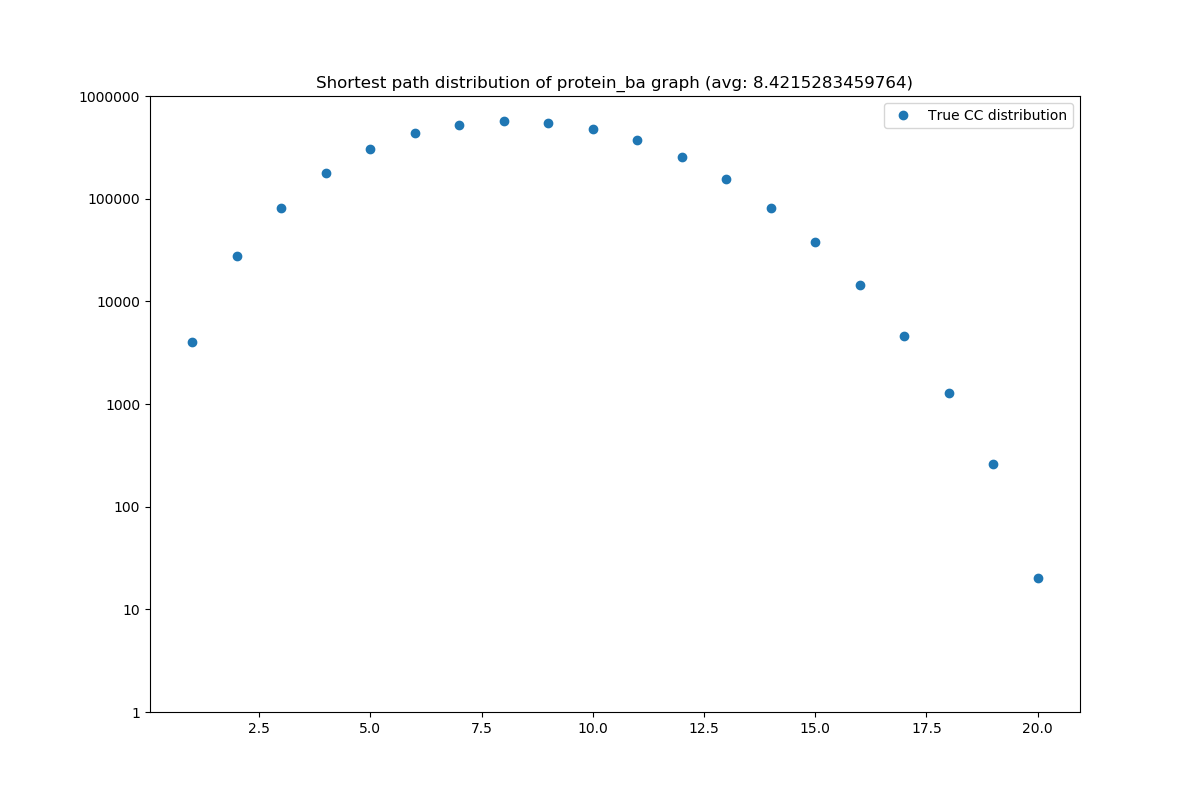 Shortest path distribution of protein_ba graph (avg: 8.4215283459764)
True CC distribution
1000000
100000
10000
1000
100
10
1
2.5 5.0 7.5 10.0 12.5 15.0 17.5 20.0